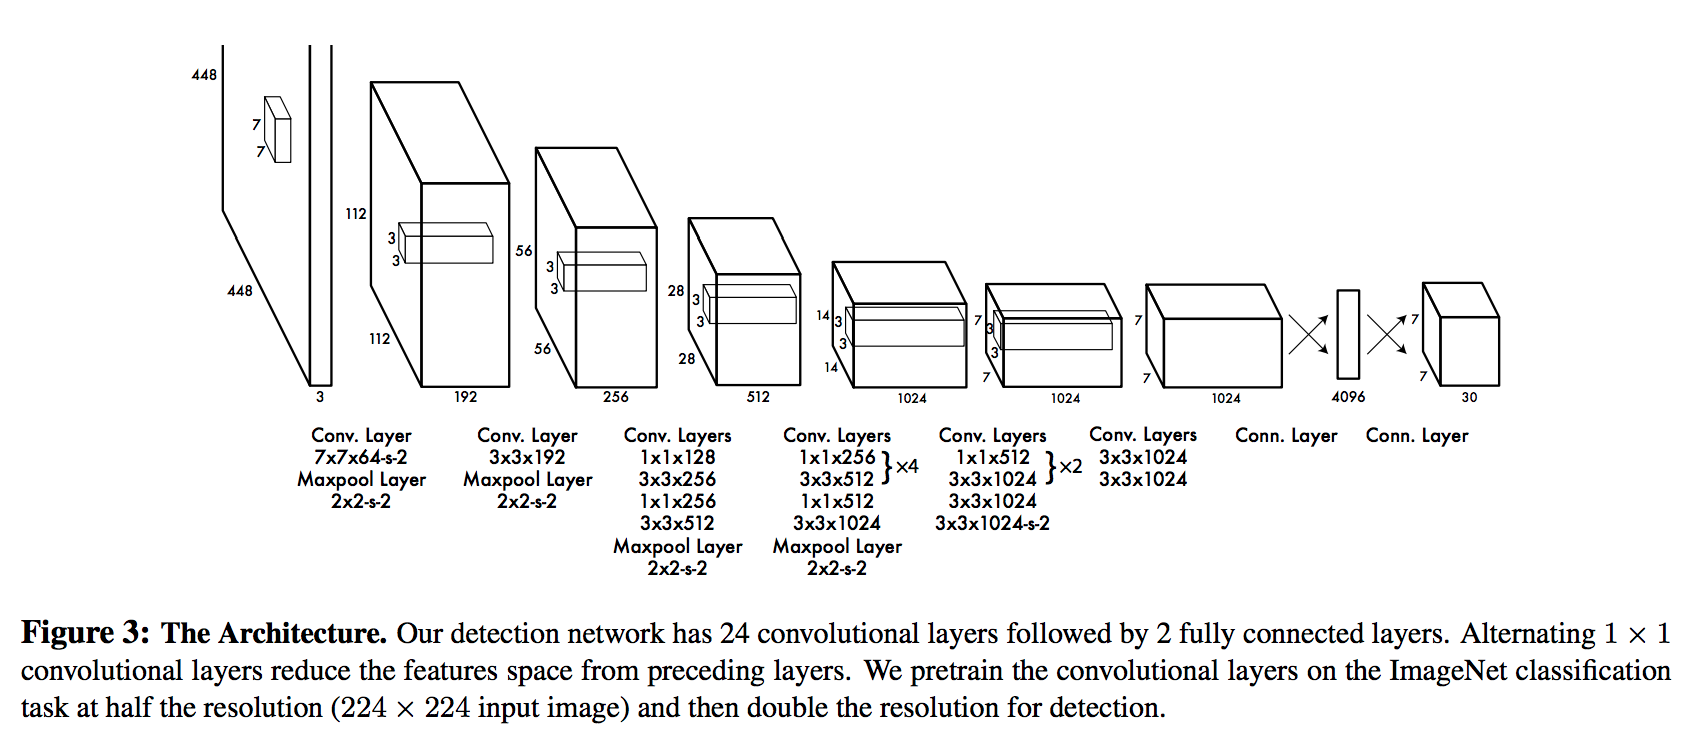 448
7
7
448
3
112
3
3
112
192
56
3
3
56
256
28
3
3
28
512
14
3
3
14
1024
7
3
3
7
1024
7
7
1024
4096
7
7
30
Conv. Layer
7x7x64-s-2
Maxpool Layer
2x2-s-2
Conv. Layer
3x3x192
Maxpool Layer
2x2-s-2
Conv. Layers
1x1x128
3x3x256
1x1x256
3x3x512
Maxpool Layer
2x2-s-2
Conv. Layers
1x1x256
3x3x512
}×4
1x1x512
3x3x1024
Maxpool Layer
2x2-s-2
Conv. Layers
1x1x512
3x3x1024
}×2
3x3x1024
3x3x1024-s-2
Conv. Layers
3x3x1024
3x3x1024
Conn. Layer
Conn. Layer
Figure 3: The Architecture. Our detection network has 24 convolutional layers followed by 2 fully connected layers. Alternating 1 × 1
convolutional layers reduce the features space from preceding layers. We pretrain the convolutional layers on the ImageNet classification
task at half the resolution (224 × 224 input image) and then double the resolution for detection.